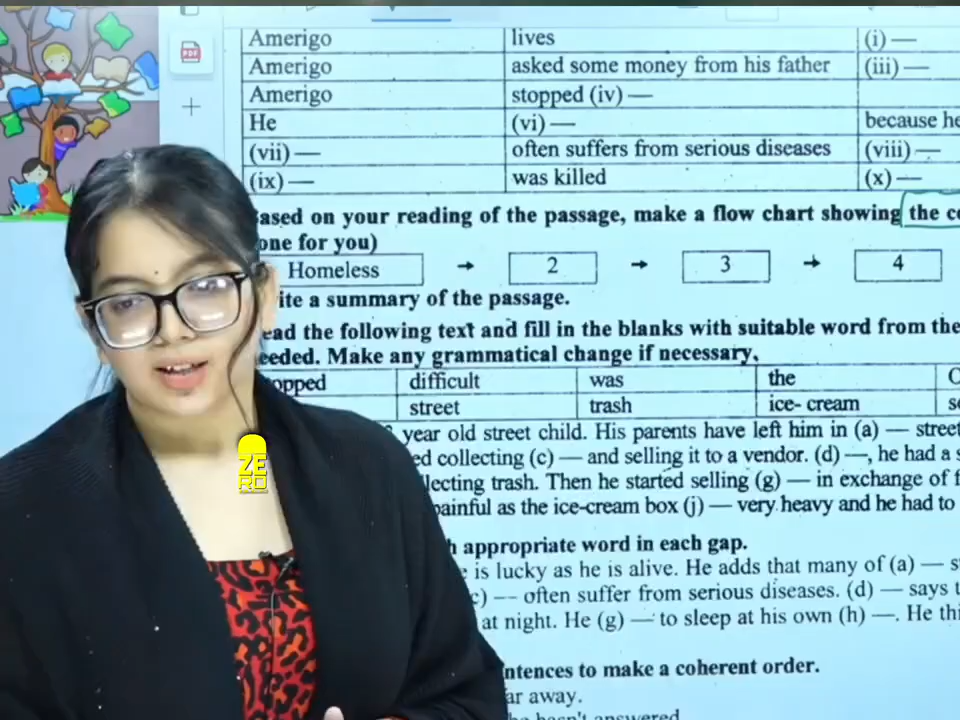 PDF
Amerigo lives (i) —
Amerigo asked some money from his father (iii) —
Amerigo stopped (iv) —
He (vi) — because he
(vii) — often suffers from serious diseases (viii) —
(ix) — was killed (x) —
ased on your reading of the passage, make a flow chart showing the
one for you)
Homeless → 2 → 3 → 4
ite a summary of the passage.
ead the following text and fill in the blanks with suitable word from the
eeded. Make any grammatical change if necessary.
opped difficult was the
street trash ice- cream
year old street child. His parents have left him in (a) — street
ed collecting (c) — and selling it to a vendor. (d) —, he had a s
lecting trash. Then he started selling (g) — in exchange of f
painful as the ice-cream box (j) — very heavy and he had to
h appropriate word in each gap.
is lucky as he is alive. He adds that many of (a) — s
c) — often suffer from serious diseases. (d) — says t
at night. He (g) — to sleep at his own (h) —. He thi
ntences to make a coherent order.
ar away.
hasn't answered
ZE
RO